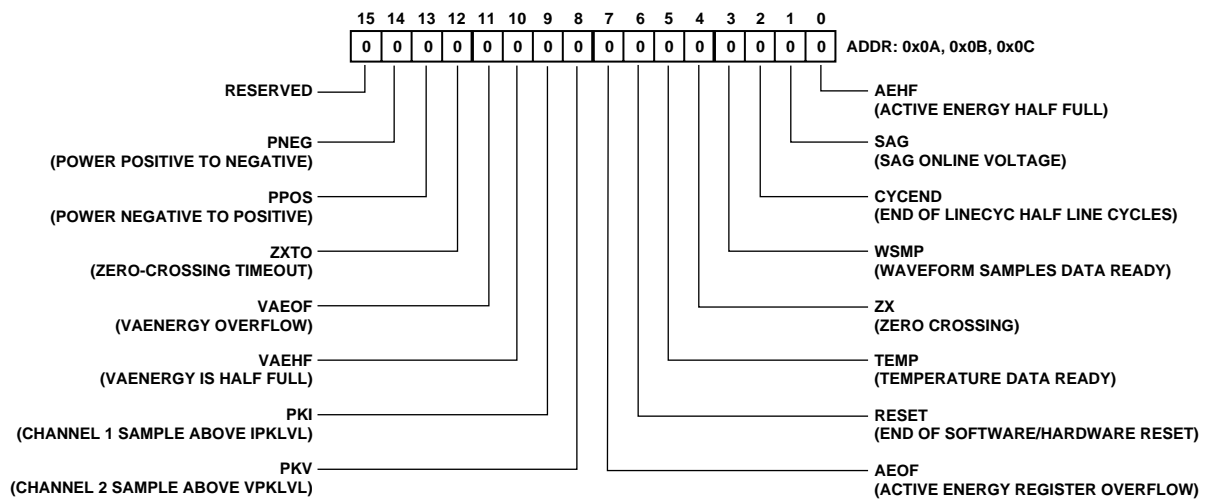 15 14 13 12 11 10 9 8 7 6 5 4 3 2 1 0
0 0 0 0 0 0 0 0 0 0 0 0 0 0 0 0 ADDR: 0x0A, 0x0B, 0x0C
RESERVED
PNEG
(POWER POSITIVE TO NEGATIVE)
PPOS
(POWER NEGATIVE TO POSITIVE)
ZXTO
(ZERO-CROSSING TIMEOUT)
VAEOF
(VAENERGY OVERFLOW)
VAEHF
(VAENERGY IS HALF FULL)
PKI
(CHANNEL 1 SAMPLE ABOVE IPKLVL)
PKV
(CHANNEL 2 SAMPLE ABOVE VPKLVL)
AEHF
(ACTIVE ENERGY HALF FULL)
SAG
(SAG ONLINE VOLTAGE)
CYCEND
(END OF LINECYC HALF LINE CYCLES)
WSMP
(WAVEFORM SAMPLES DATA READY)
ZX
(ZERO CROSSING)
TEMP
(TEMPERATURE DATA READY)
RESET
(END OF SOFTWARE/HARDWARE RESET)
AEOF
(ACTIVE ENERGY REGISTER OVERFLOW)